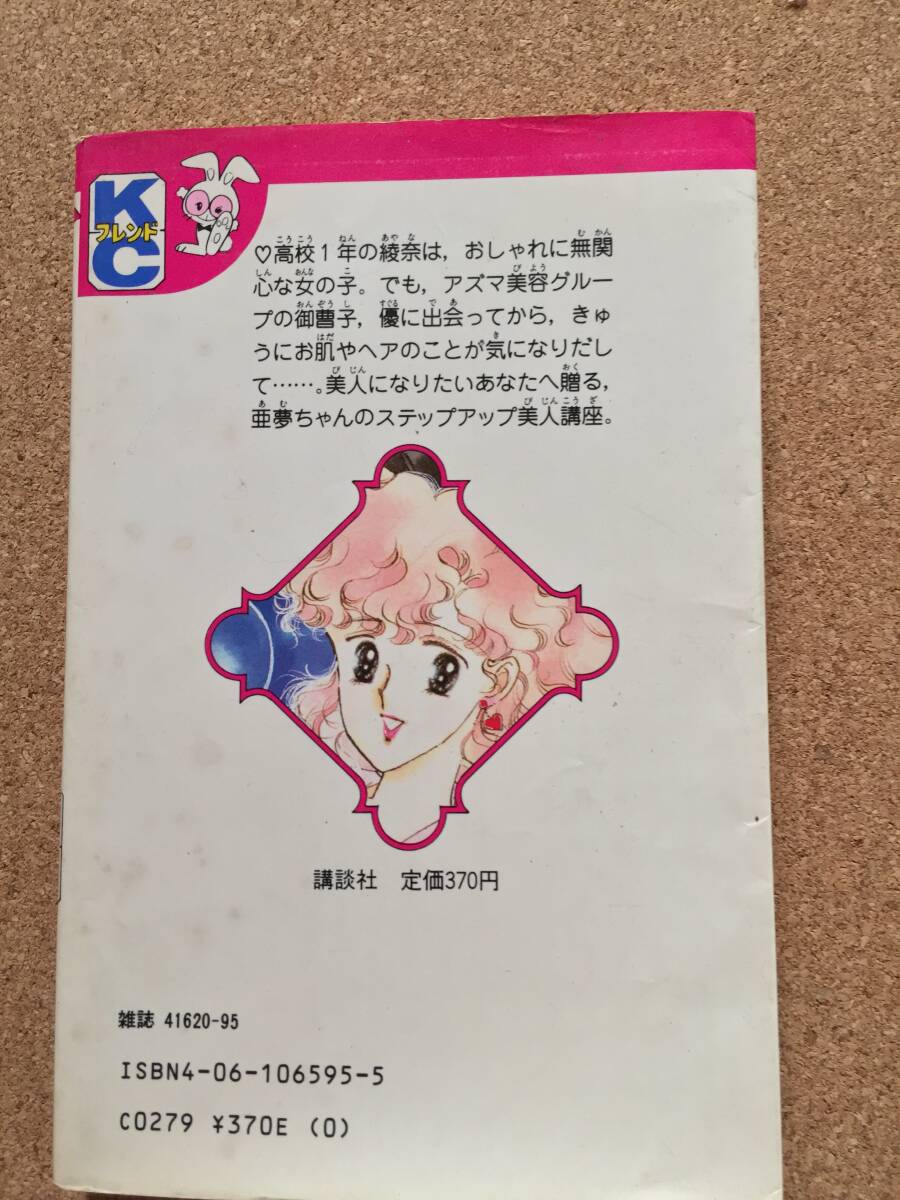 K
フレンド
C
♡高校1年の綾奈は，おしゃれに無関
心な女の子。でも，アズマ美容グルー
プの御曹子，優に出会ってから，きゅ
うにお肌やヘアのことが気になりだし
て……。美人になりたいあなたへ贈る，
亜夢ちゃんのステップアップ美人講座。
講談社 定価370円
雑誌 41620-95
ISBN4-06-106595-5
C0279 ¥370E (0)